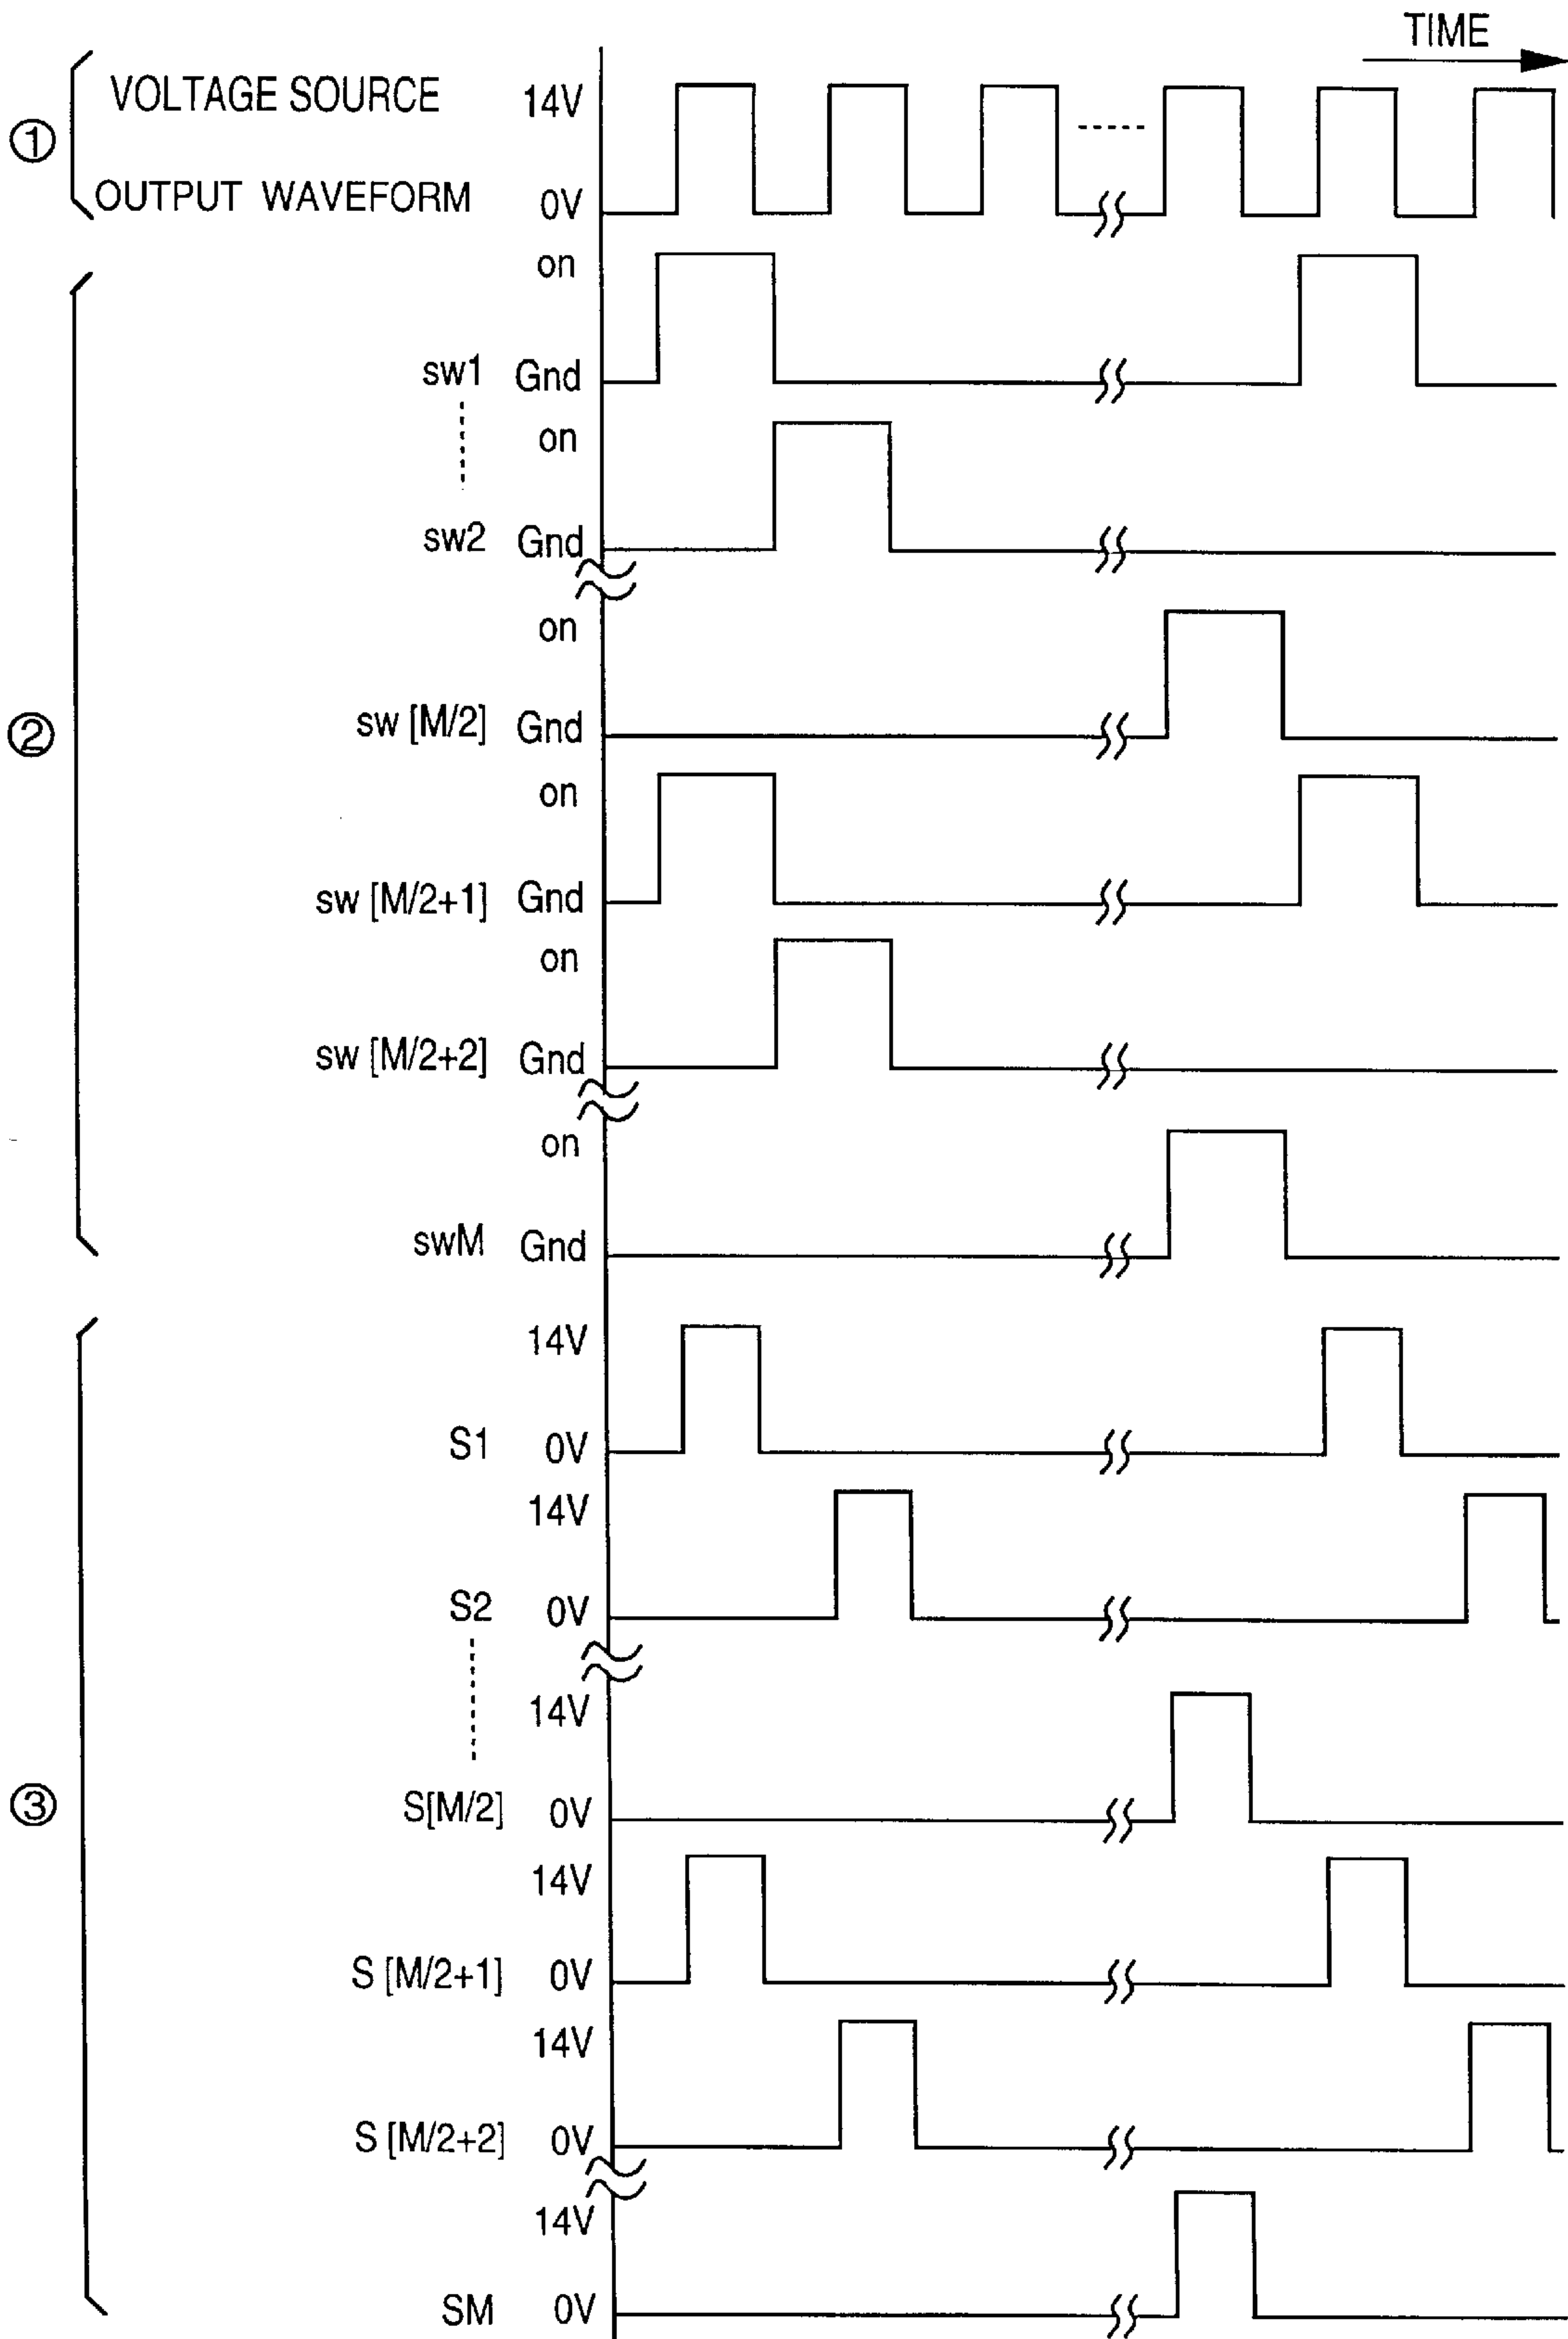 TIME
① VOLTAGE SOURCE 14V
OUTPUT WAVEFORM 0V
②
on
sw1 Gnd
on
sw2 Gnd
on
sw [M/2] Gnd
on
sw [M/2+1] Gnd
on
sw [M/2+2] Gnd
on
swM Gnd
③
14V
S1 0V
14V
S2 0V
14V
S[M/2] 0V
14V
S [M/2+1] 0V
14V
S [M/2+2] 0V
14V
SM 0V